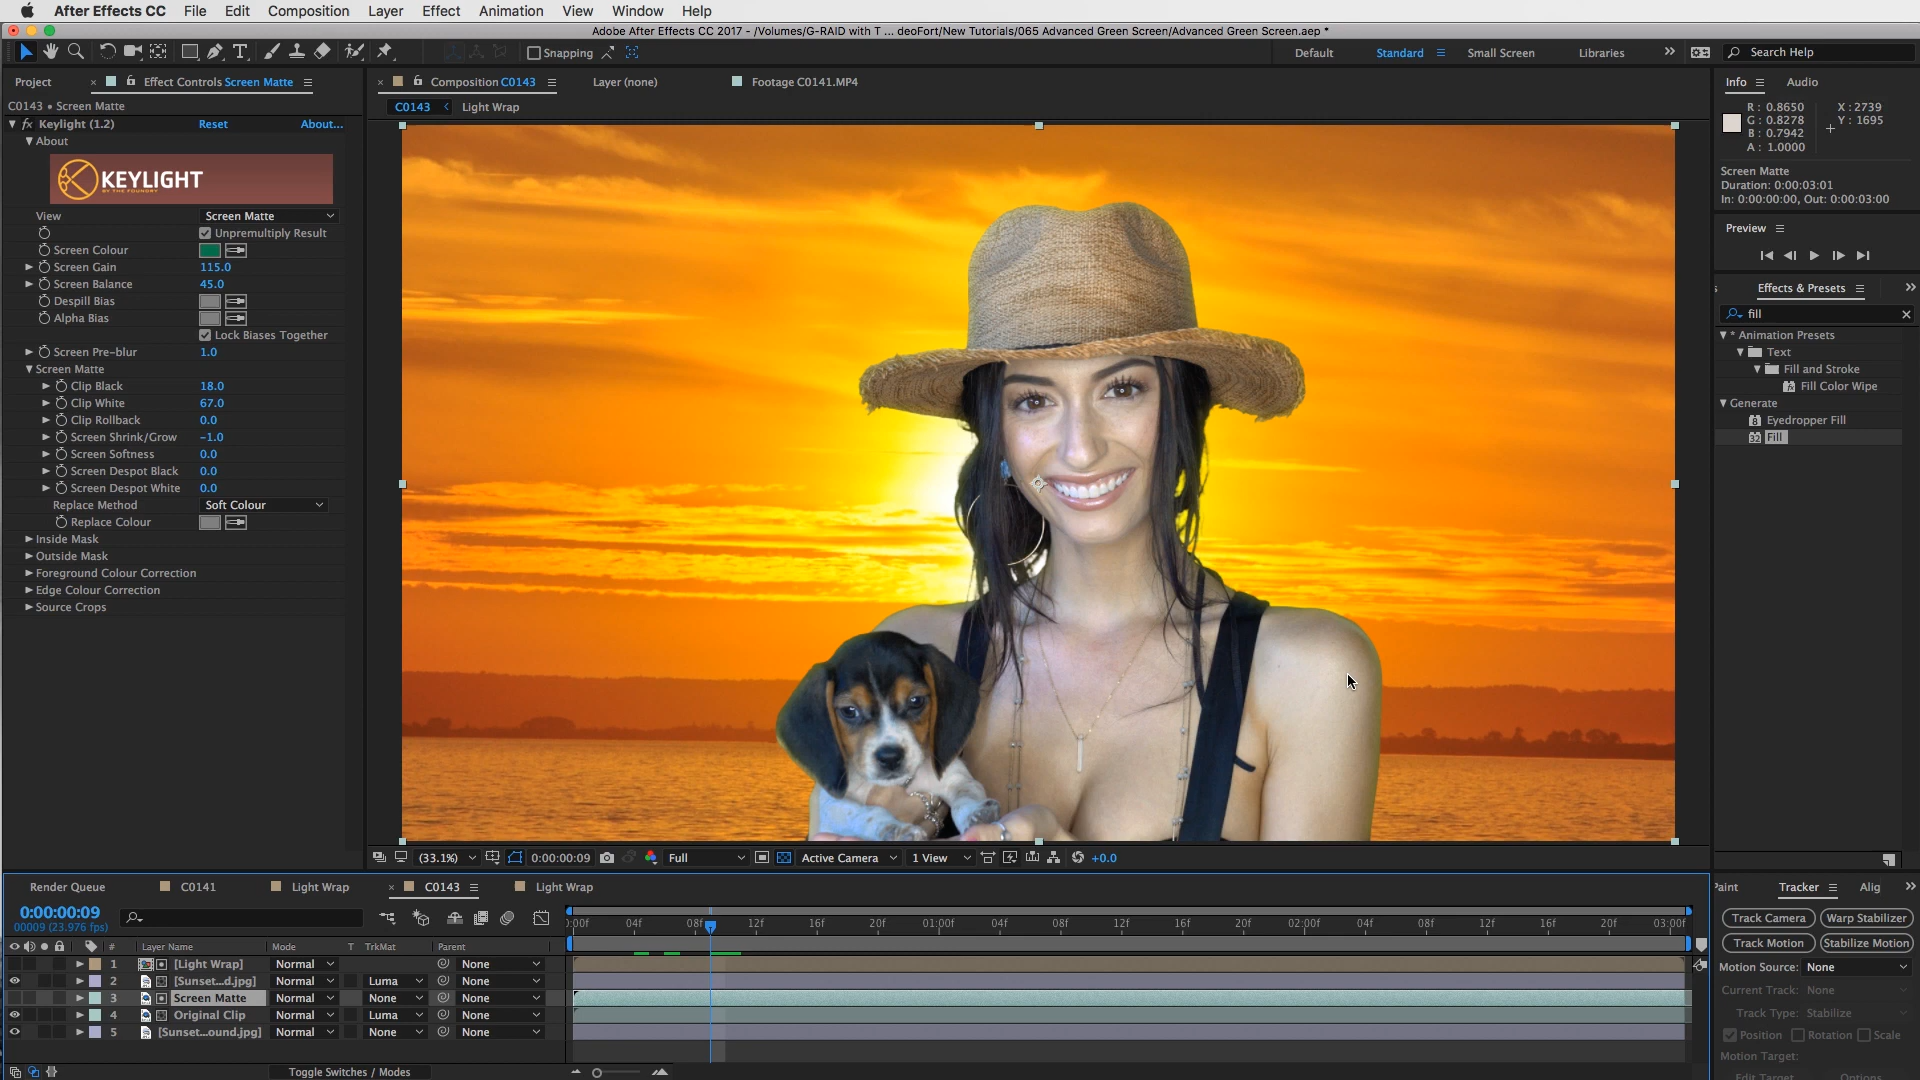 After Effects CC File Edit Composition Layer Effect Animation View Window Help
Adobe After Effects CC 2017 - /Volumes/G-RAID with T ... deoFort/New Tutorials/065 Advanced Green Screen/Advanced Green Screen.aep *
Snapping Default Standard Small Screen Libraries Search Help
Project Effect Controls Screen Matte
C0143 • Screen Matte
fx Keylight (1.2) Reset About...
About
KEYLIGHT
BY THE FOUNDRY
View Screen Matte
Unpremultiply Result
Screen Colour
Screen Gain 115.0
Screen Balance 45.0
Despill Bias
Alpha Bias
Lock Biases Together
Screen Pre-blur 1.0
Screen Matte
Clip Black 18.0
Clip White 67.0
Clip Rollback 0.0
Screen Shrink/Grow -1.0
Screen Softness 0.0
Screen Despot Black 0.0
Screen Despot White 0.0
Replace Method Soft Colour
Replace Colour
Inside Mask
Outside Mask
Foreground Colour Correction
Edge Colour Correction
Source Crops
Composition C0143 Layer (none) Footage C0141.MP4
C0143 Light Wrap
(33.1%) 0:00:00:09 Full Active Camera 1 View +0.0
Info Audio
R: 0.8650 X: 2739
G: 0.8278 Y: 1695
B: 0.7942
A: 1.0000
Screen Matte
Duration: 0:00:03:01
In: 0:00:00:00, Out: 0:00:03:00
Preview
Effects & Presets
fill
* Animation Presets
Text
Fill and Stroke
Fill Color Wipe
Generate
Eyedropper Fill
Fill
Render Queue C0141 Light Wrap C0143 Light Wrap
0:00:00:09
00009 (23.976 fps)
:00f 04f 08f 12f 16f 20f 01:00f 04f 08f 12f 16f 20f 02:00f 04f 08f 12f 16f 20f 03:00f
# Layer Name Mode T TrkMat Parent
1 [Light Wrap] Normal None
2 [Sunset...d.jpg] Normal Luma None
3 Screen Matte Normal None None
4 Original Clip Normal Luma None
5 [Sunset...ound.jpg] Normal None None
Toggle Switches / Modes
Paint Tracker Alig
Track Camera Warp Stabilizer
Track Motion Stabilize Motion
Motion Source: None
Current Track: None
Track Type: Stabilize
Position Rotation Scale
Motion Target:
Edit Target... Options...